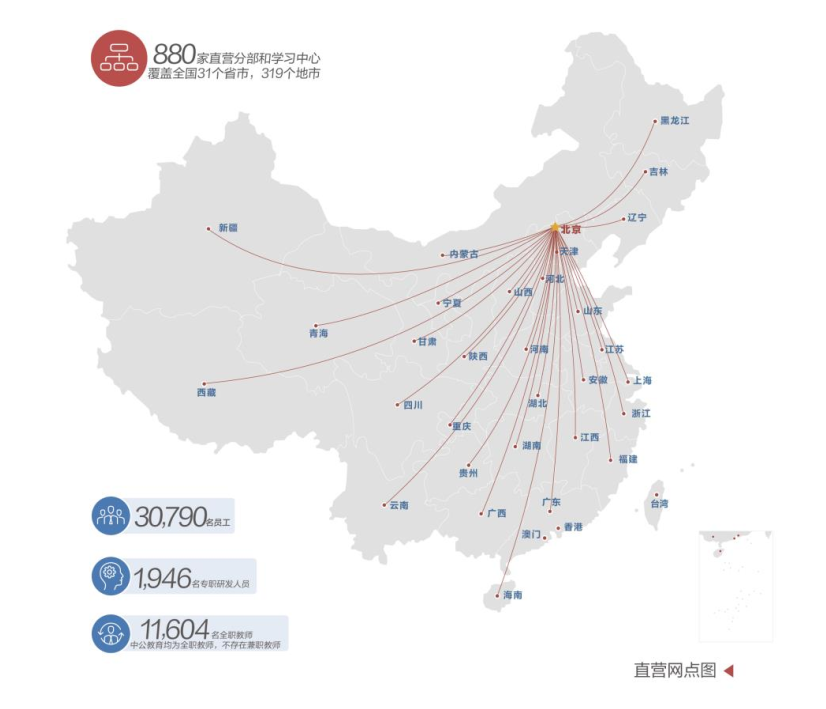 880家直营分部和学习中心
覆盖全国31个省市，319个地市
黑龙江
吉林
辽宁
新疆
北京
内蒙古
天津
河北
山西
宁夏
山东
青海
甘肃
陕西
河南
江苏
西藏
安徽
上海
四川
湖北
浙江
重庆
湖南
江西
贵州
福建
云南
广西
广东
台湾
澳门
香港
海南
30,790名员工
1,946名专职研发人员
11,604名全职教师
中公教育均为全职教师，不存在兼职教师
直营网点图